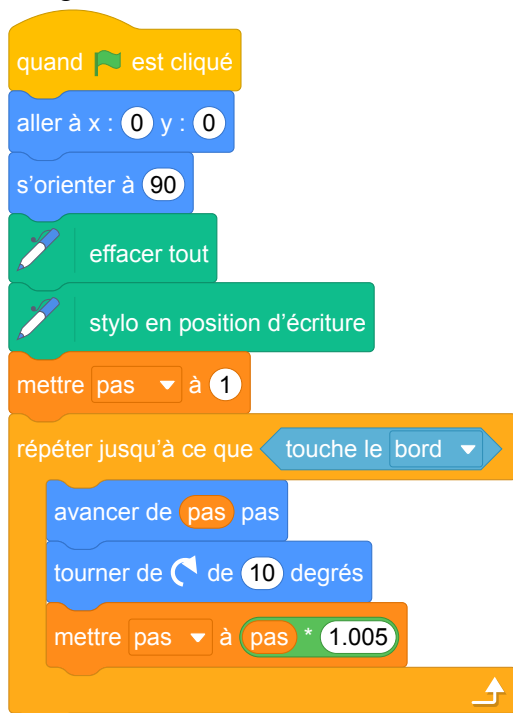 quand est cliqué
aller à x : 0 y : 0
s'orienter à 90
effacer tout
stylo en position d'écriture
mettre pas à 1
répéter jusqu'à ce que touche le bord
avancer de pas pas
tourner de de 10 degrés
mettre pas à pas * 1.005